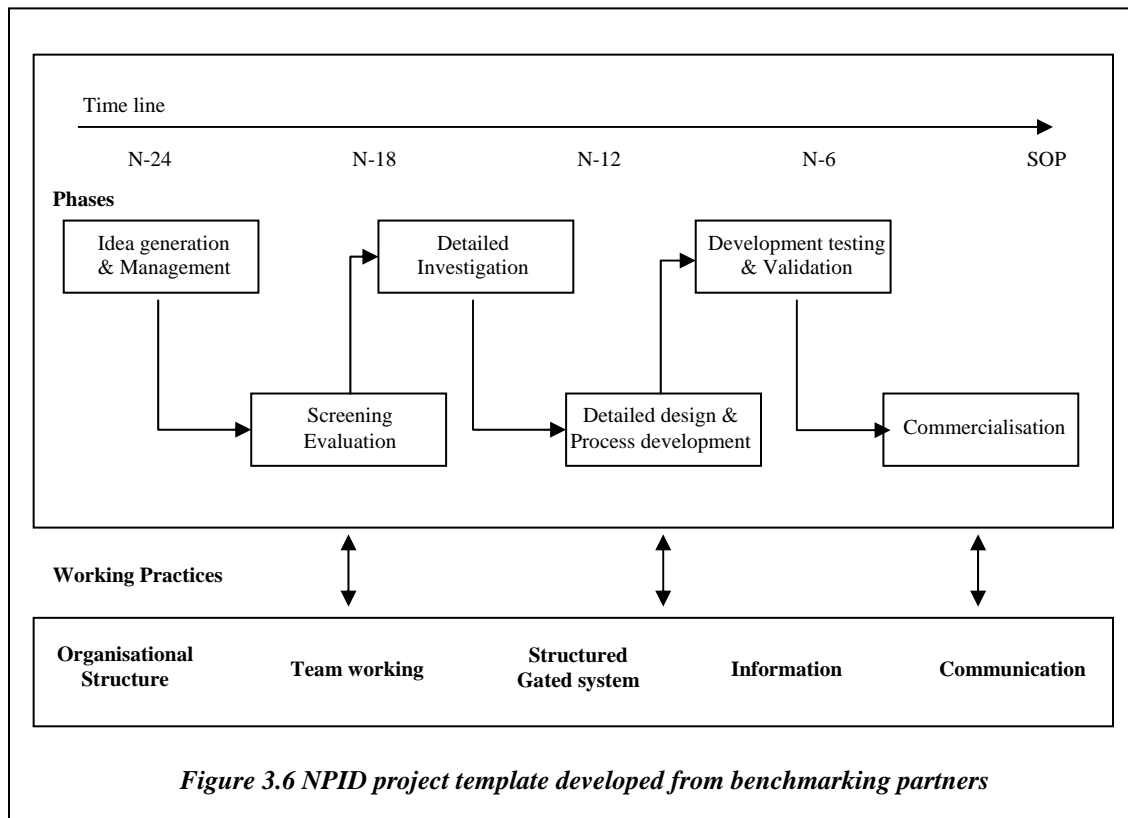 Time line
N-24 N-18 N-12 N-6 SOP
Phases
Idea generation
& Management
Detailed
Investigation
Development testing
& Validation
Screening
Evaluation
Detailed design &
Process development
Commercialisation
Working Practices
Organisational
Structure
Team working
Structured
Gated system
Information
Communication
Figure 3.6 NPID project template developed from benchmarking partners